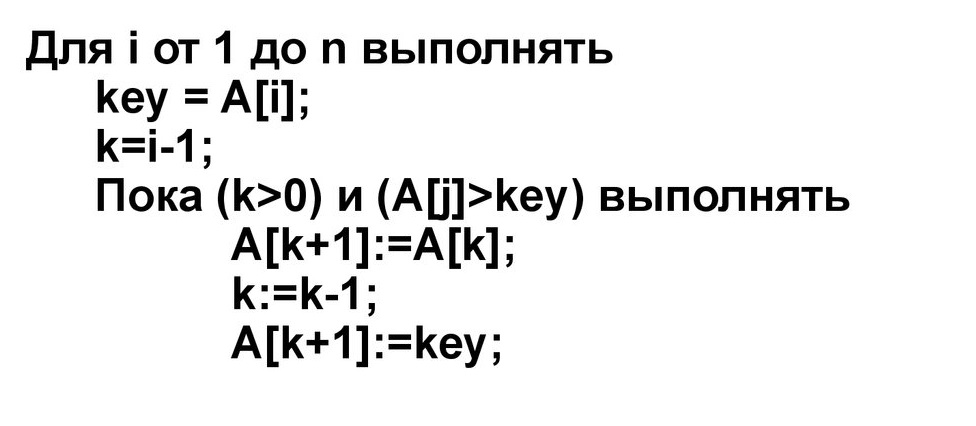 Для i от 1 до n выполнять
key = A[i];
k=i-1;
Пока (k>0) и (A[j]>key) выполнять
A[k+1]:=A[k];
k:=k-1;
A[k+1]:=key;